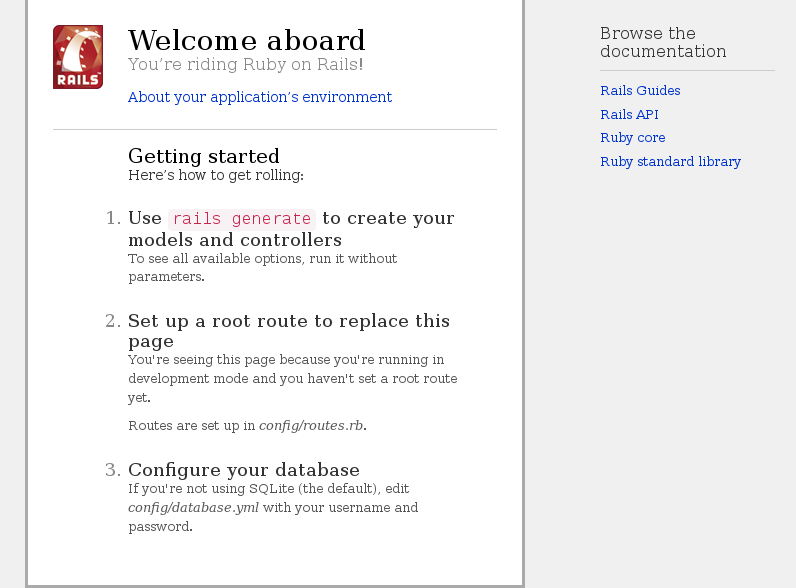 RAILS
Welcome aboard
You’re riding Ruby on Rails!
About your application’s environment
Getting started
Here’s how to get rolling:
1. Use rails generate to create your
models and controllers
To see all available options, run it without
parameters.
2. Set up a root route to replace this
page
You're seeing this page because you're running in
development mode and you haven't set a root route
yet.
Routes are set up in config/routes.rb.
3. Configure your database
If you're not using SQLite (the default), edit
config/database.yml with your username and
password.
Browse the
documentation
Rails Guides
Rails API
Ruby core
Ruby standard library